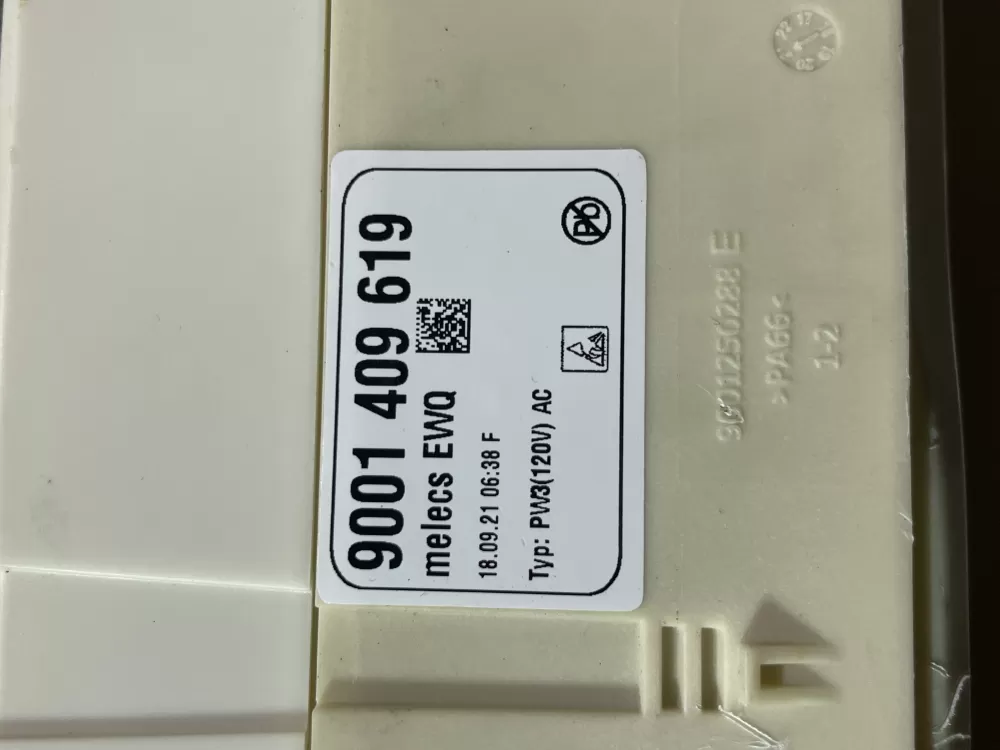 9001 409 619
melecs EWQ
18.09.21 06:38 F
Typ: PW3(120V) AC
Pb
9001250288 E
>PA66<
1-2